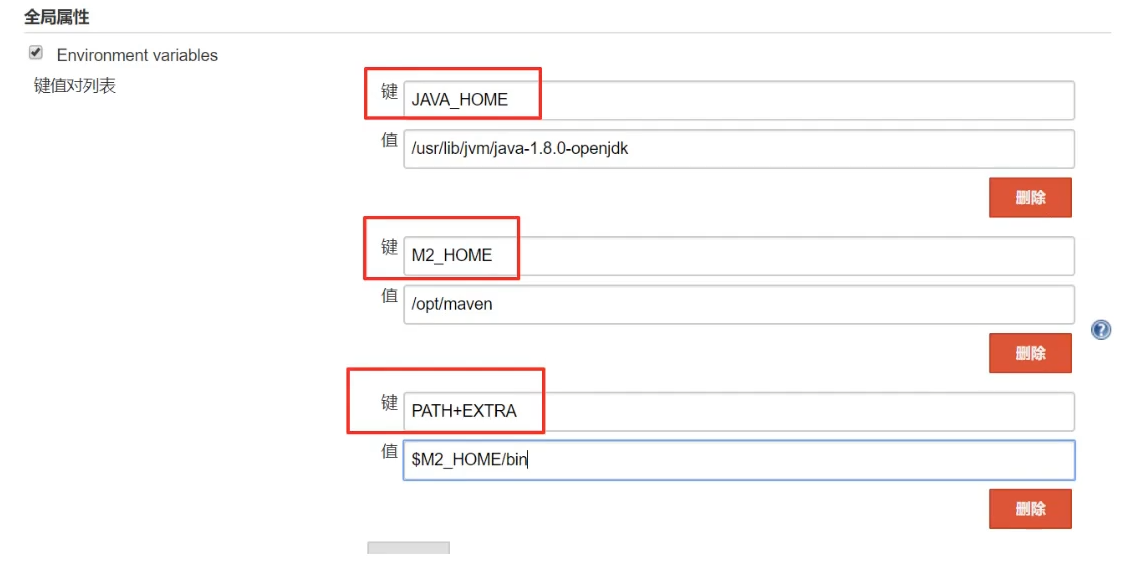 全局属性
Environment variables
键值对列表
键 JAVA_HOME
值 /usr/lib/jvm/java-1.8.0-openjdk
删除
键 M2_HOME
值 /opt/maven
删除
键 PATH+EXTRA
值 $M2_HOME/bin
删除